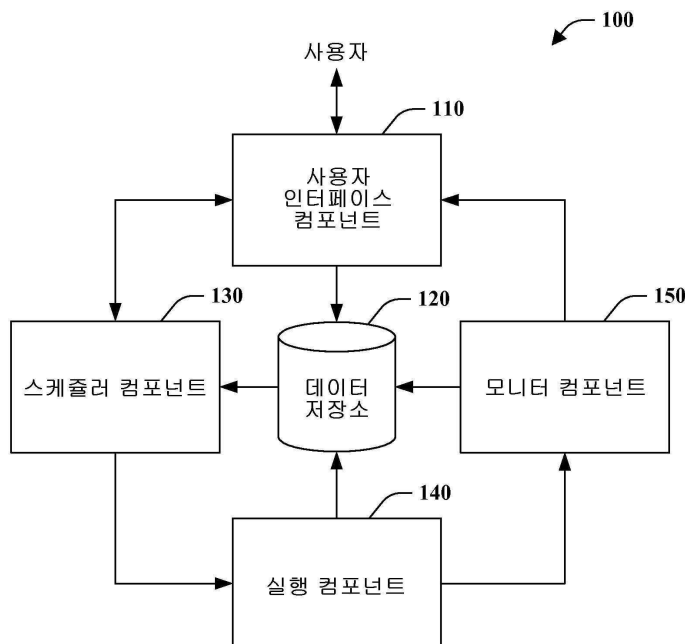 100
사용자
110
사용자
인터페이스
컴포넌트
130
120
150
스케쥴러 컴포넌트
데이터
저장소
모니터 컴포넌트
140
실행 컴포넌트